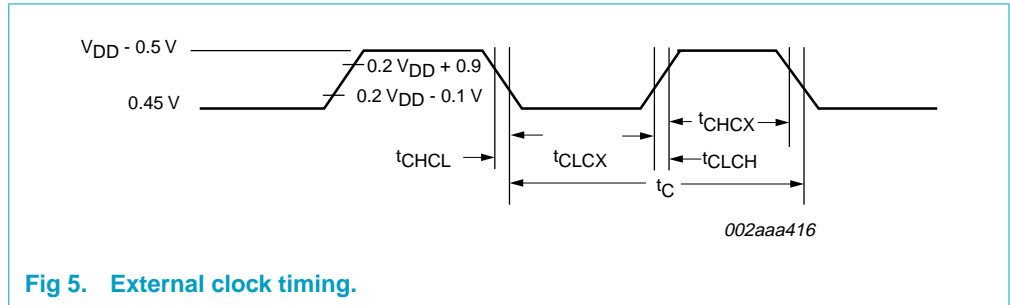 VDD - 0.5 V
0.2 VDD + 0.9
0.2 VDD - 0.1 V
0.45 V
tCHCX
tCHCL
tCLCX
tCLCH
tC
002aaa416
Fig 5. External clock timing.